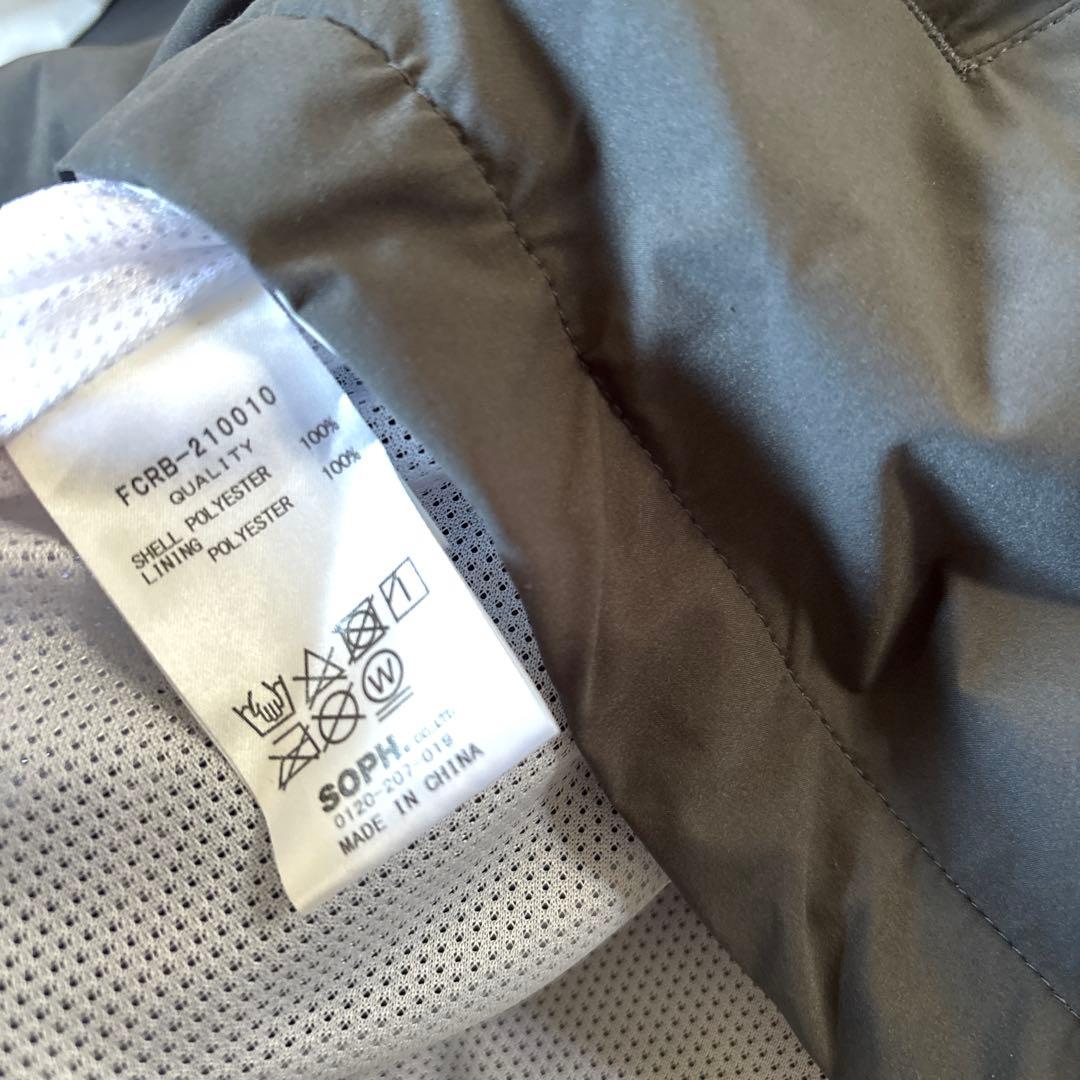 FCRB-210010
QUALITY
SHELL POLYESTER 100%
LINING POLYESTER 100%
W
SOPH. CO.,LTD.
0120-207-019
MADE IN CHINA